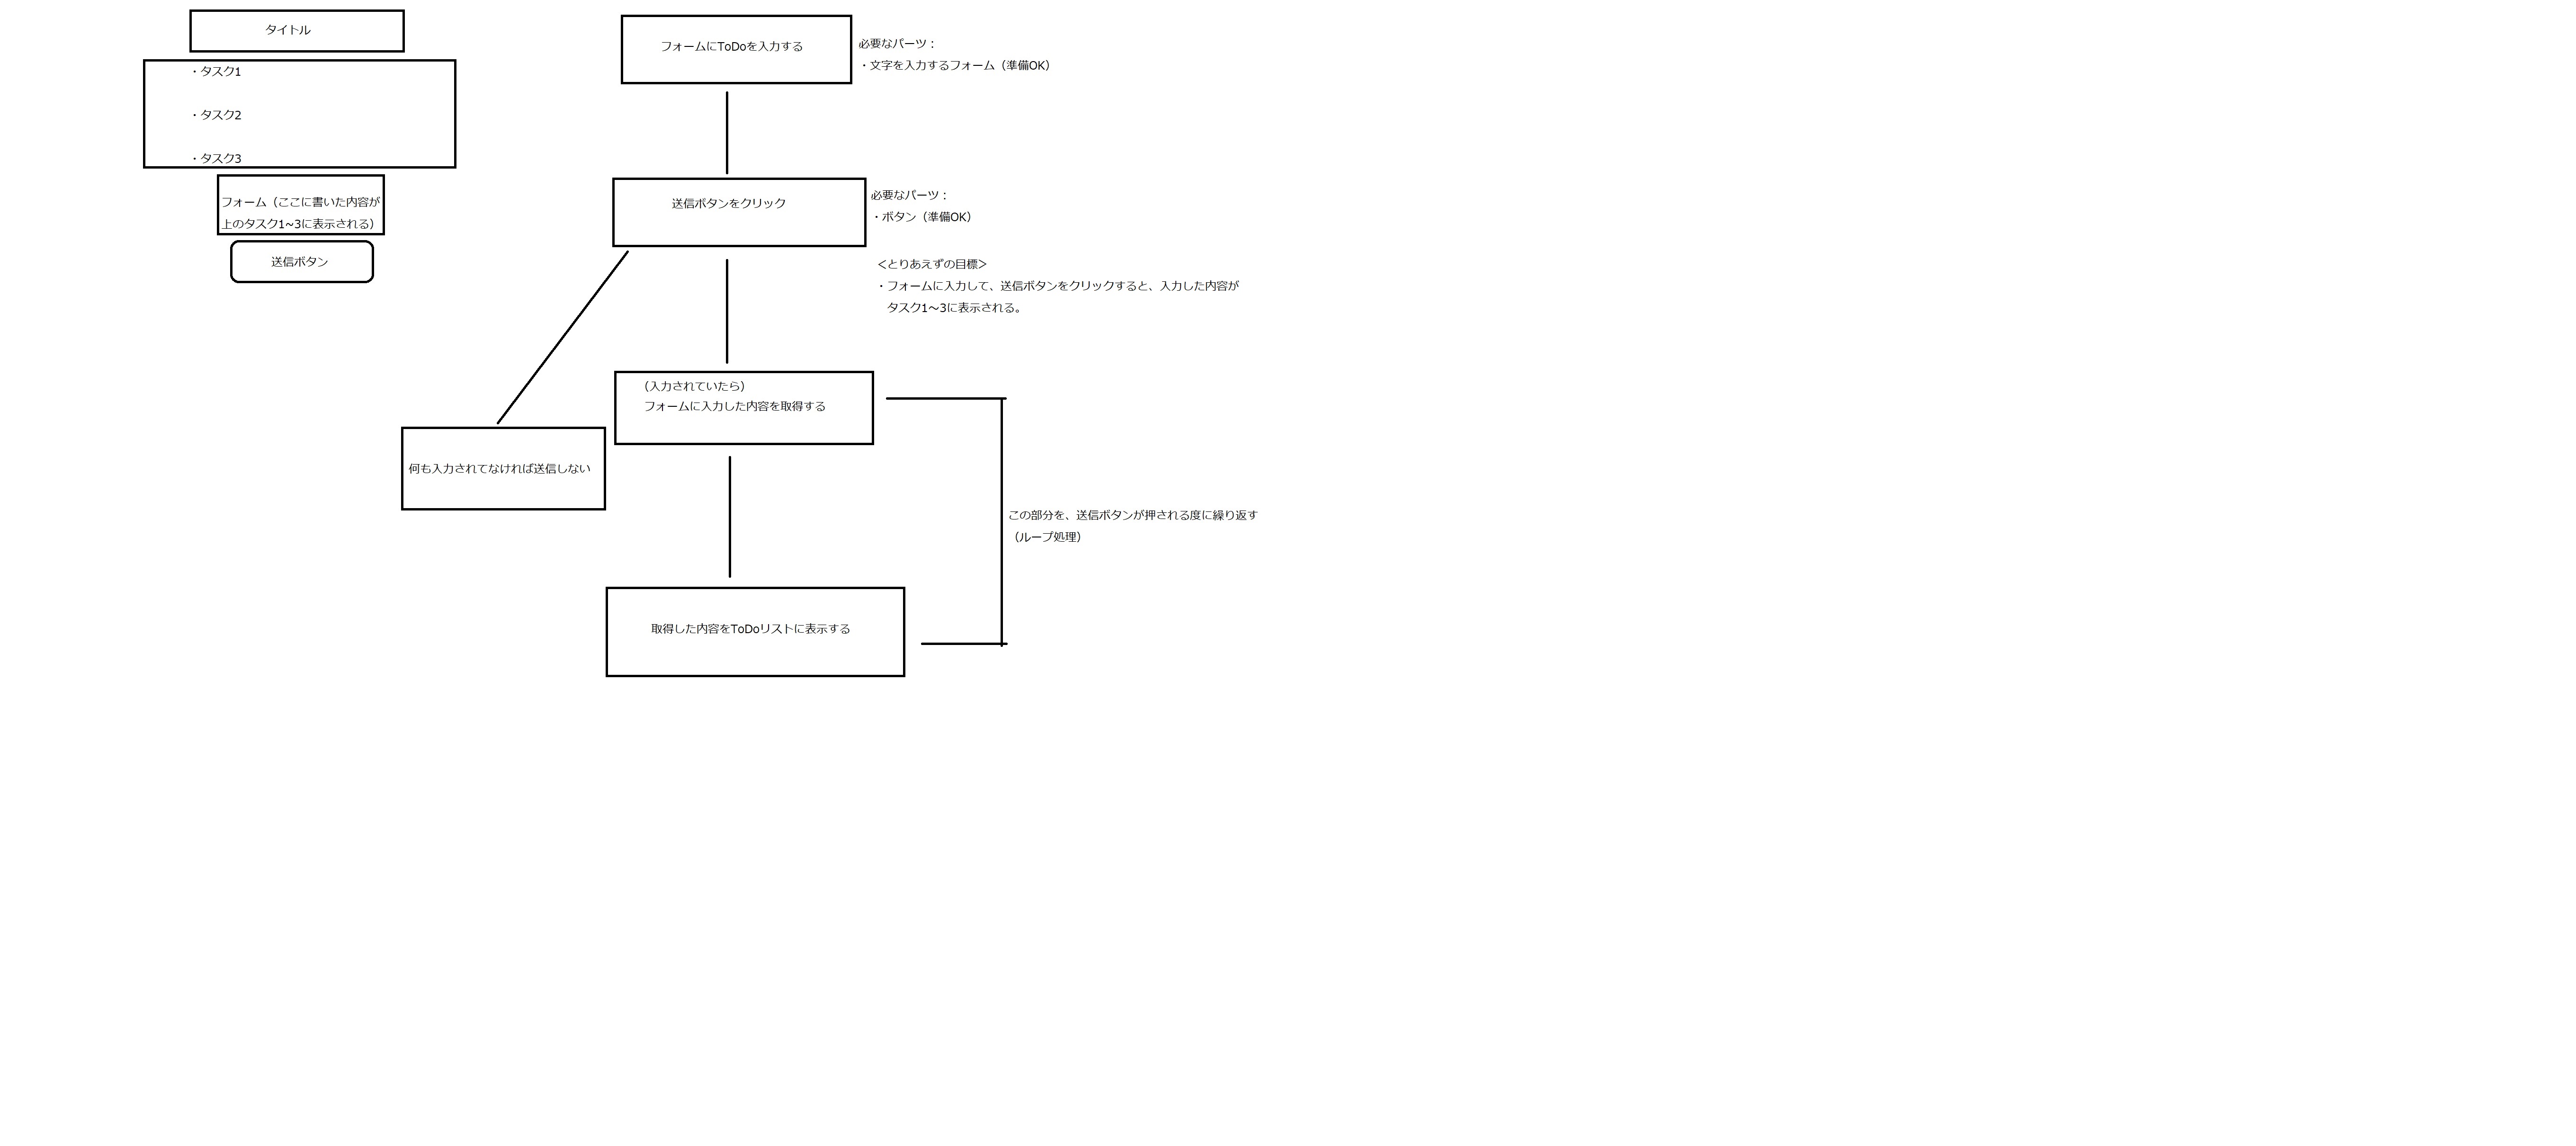 タイトル
・タスク1
・タスク2
・タスク3
フォーム（ここに書いた内容が
上のタスク1~3に表示される）
送信ボタン
フォームにToDoを入力する
必要なパーツ：
・文字を入力するフォーム（準備OK）
送信ボタンをクリック
必要なパーツ：
・ボタン（準備OK）
＜とりあえずの目標＞
・フォームに入力して、送信ボタンをクリックすると、入力した内容が
タスク1～3に表示される。
（入力されていたら）
フォームに入力した内容を取得する
何も入力されてなければ送信しない
この部分を、送信ボタンが押される度に繰り返す
（ループ処理）
取得した内容をToDoリストに表示する